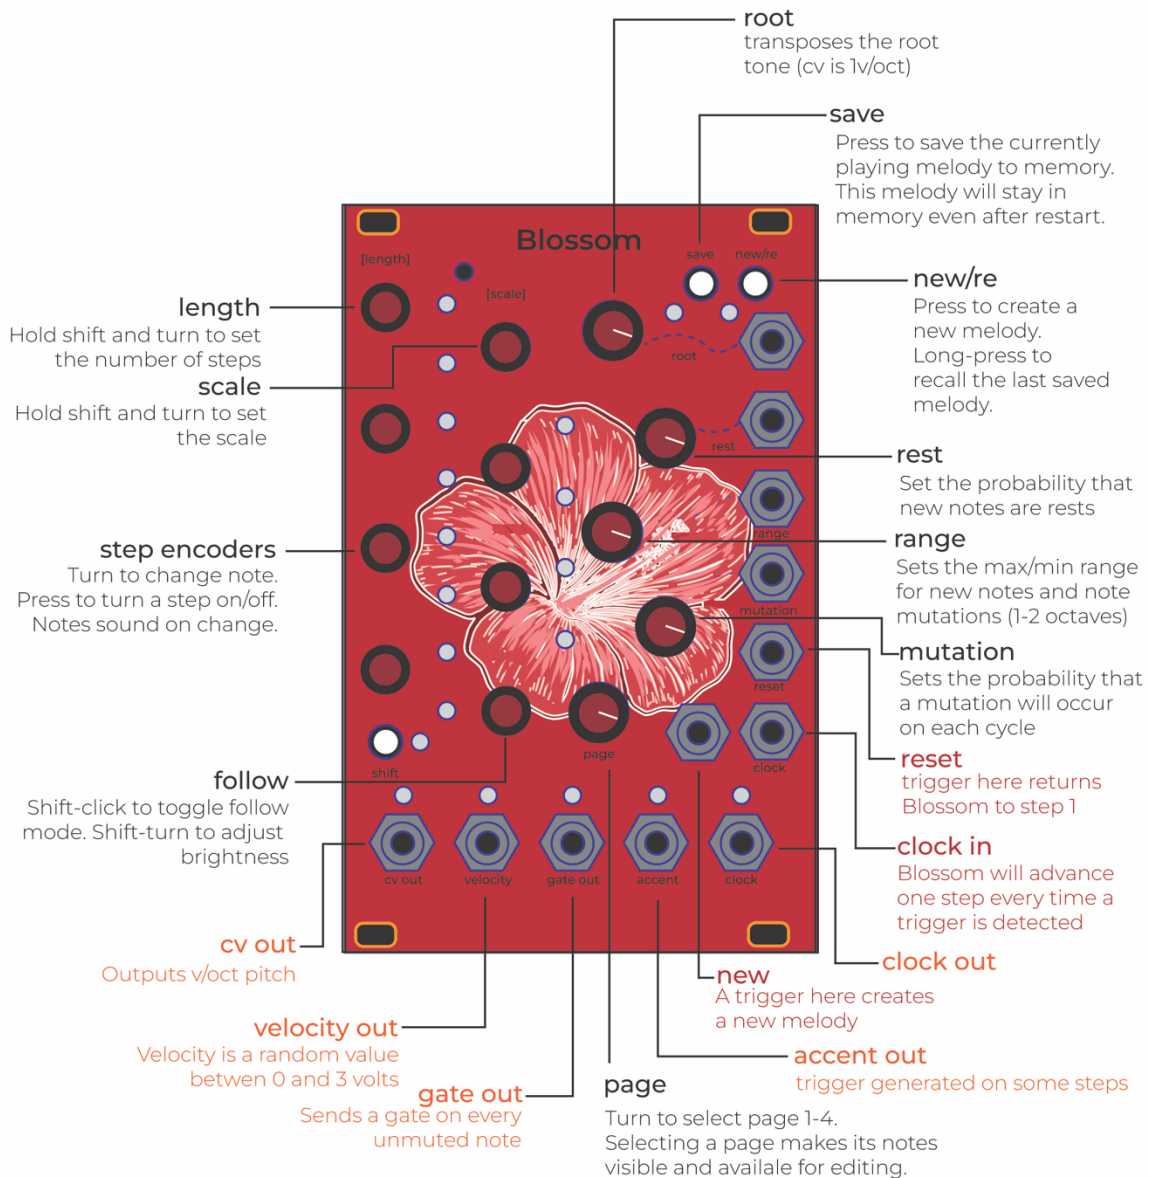 root
transposes the root
tone (cv is 1v/oct)
save
Press to save the currently
playing melody to memory.
This melody will stay in
memory even after restart.
Blossom
[length]
save
new/re
[scale]
new/re
Press to create a
new melody.
Long-press to
recall the last saved
melody.
length
Hold shift and turn to set
the number of steps
root
scale
Hold shift and turn to set
the scale
rest
rest
Set the probability that
new notes are rests
range
range
Sets the max/min range
for new notes and note
mutations (1-2 octaves)
step encoders
Turn to change note.
Press to turn a step on/off.
Notes sound on change.
mutation
mutation
Sets the probability that
a mutation will occur
on each cycle
reset
reset
trigger here returns
Blossom to step 1
page
clock
shift
follow
Shift-click to toggle follow
mode. Shift-turn to adjust
brightness
clock in
Blossom will advance
one step every time a
trigger is detected
cv out
velocity
gate out
accent
clock
cv out
Outputs v/oct pitch
clock out
new
A trigger here creates
a new melody
velocity out
Velocity is a random value
betwen 0 and 3 volts
accent out
trigger generated on some steps
gate out
Sends a gate on every
unmuted note
page
Turn to select page 1-4.
Selecting a page makes its notes
visible and availale for editing.